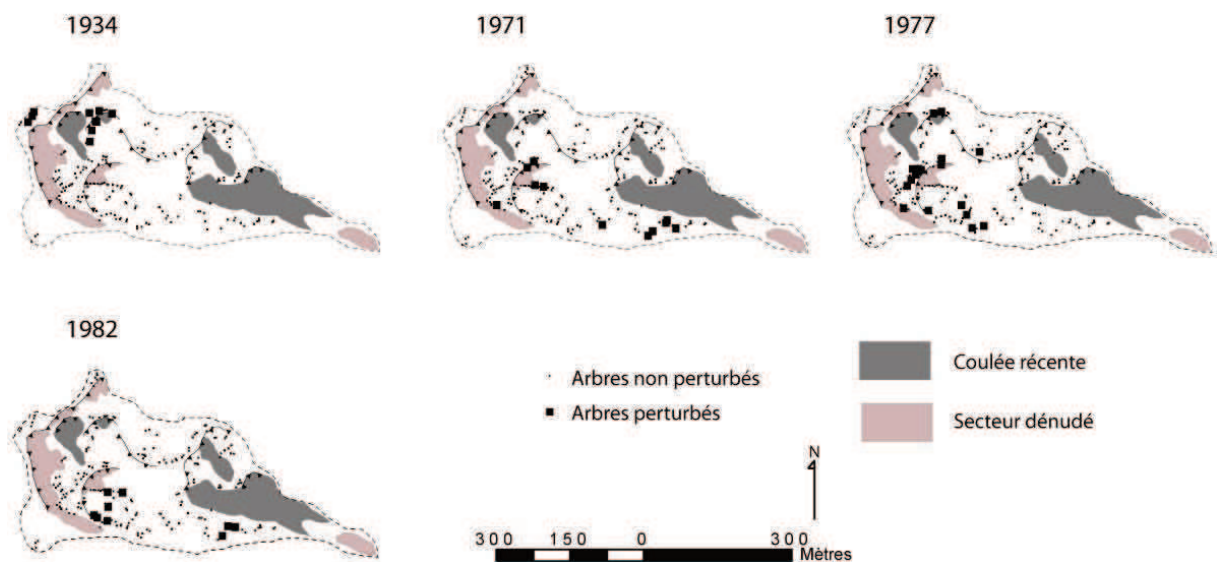 1934
1971
1977
1982
Arbres non perturbés
Arbres perturbés
Coulée récente
Secteur dénudé
N
300 150 0 300
Mètres